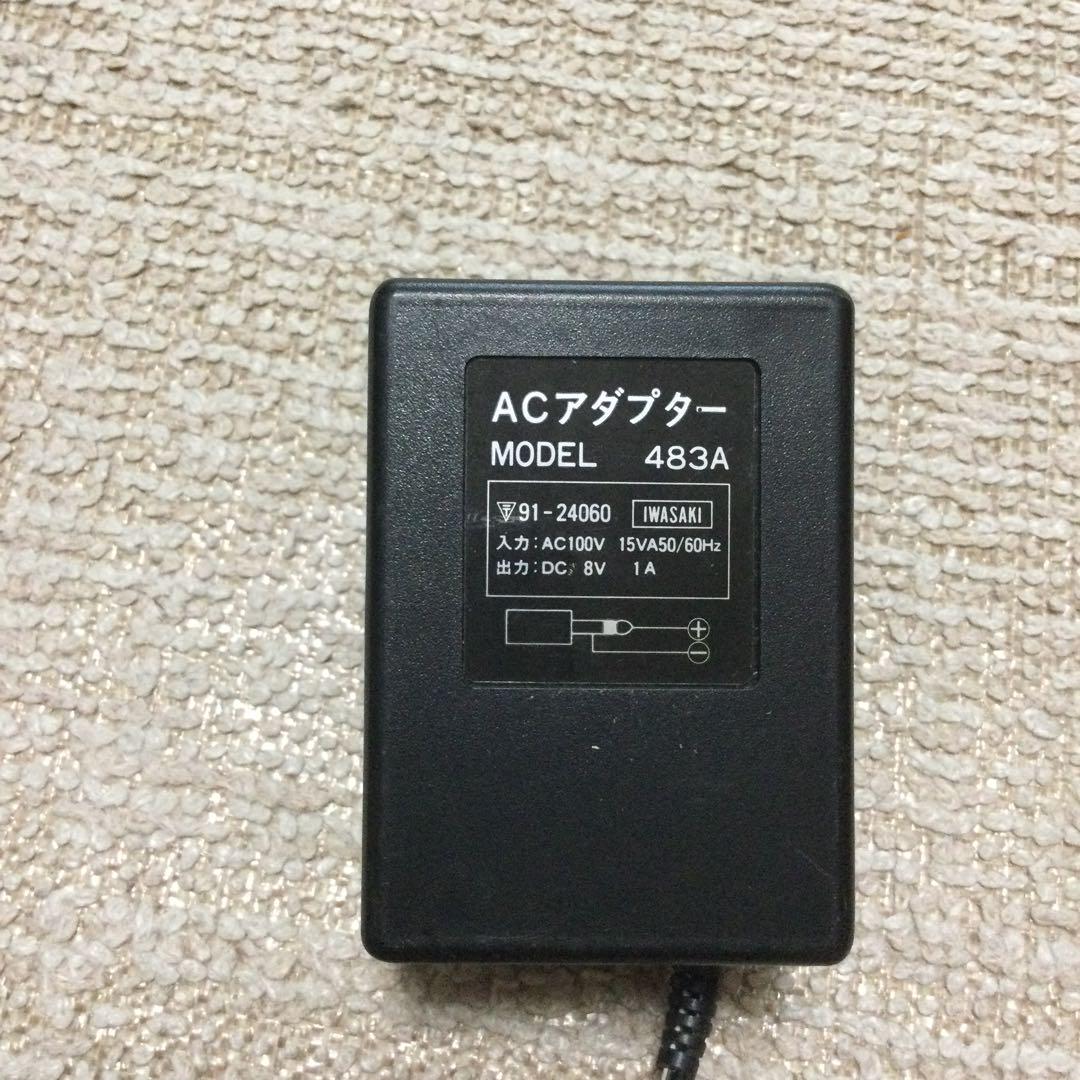 ACアダプター
MODEL 483A
91-24060 IWASAKI
入力:AC100V 15VA50/60Hz
出力:DC 8V 1A
+
−